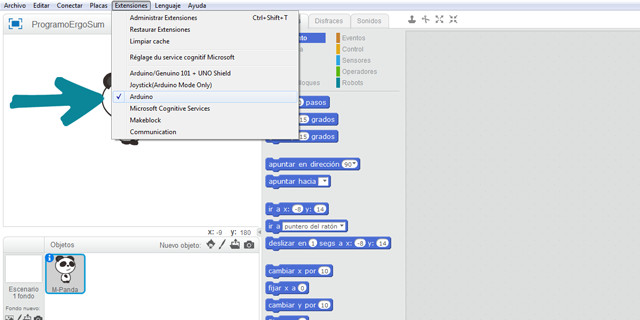 Archivo Editar Conectar Placas Extensiones Lenguaje Ayuda
ProgramoErgoSum
Administrar Extensiones Ctrl+Shift+T
Restaurar Extensiones
Limpiar cache
Réglage du service cognitif Microsoft
Arduino/Genuino 101 + UNO Shield
Joystick(Arduino Mode Only)
Arduino
Microsoft Cognitive Services
Makeblock
Communication
Disfraces Sonidos
Eventos
Control
Sensores
Operadores
Robots
pasos
15 grados
15 grados
apuntar en dirección 90
apuntar hacia
ir a x: -8 y: 14
ir a puntero del ratón
deslizar en 1 segs a x: -8 y: 14
cambiar x por 10
fijar x a 0
cambiar y por 10
x: -9 y: 180
Objetos Nuevo objeto:
Escenario
1 fondo
Fondo nuevo:
M-Panda